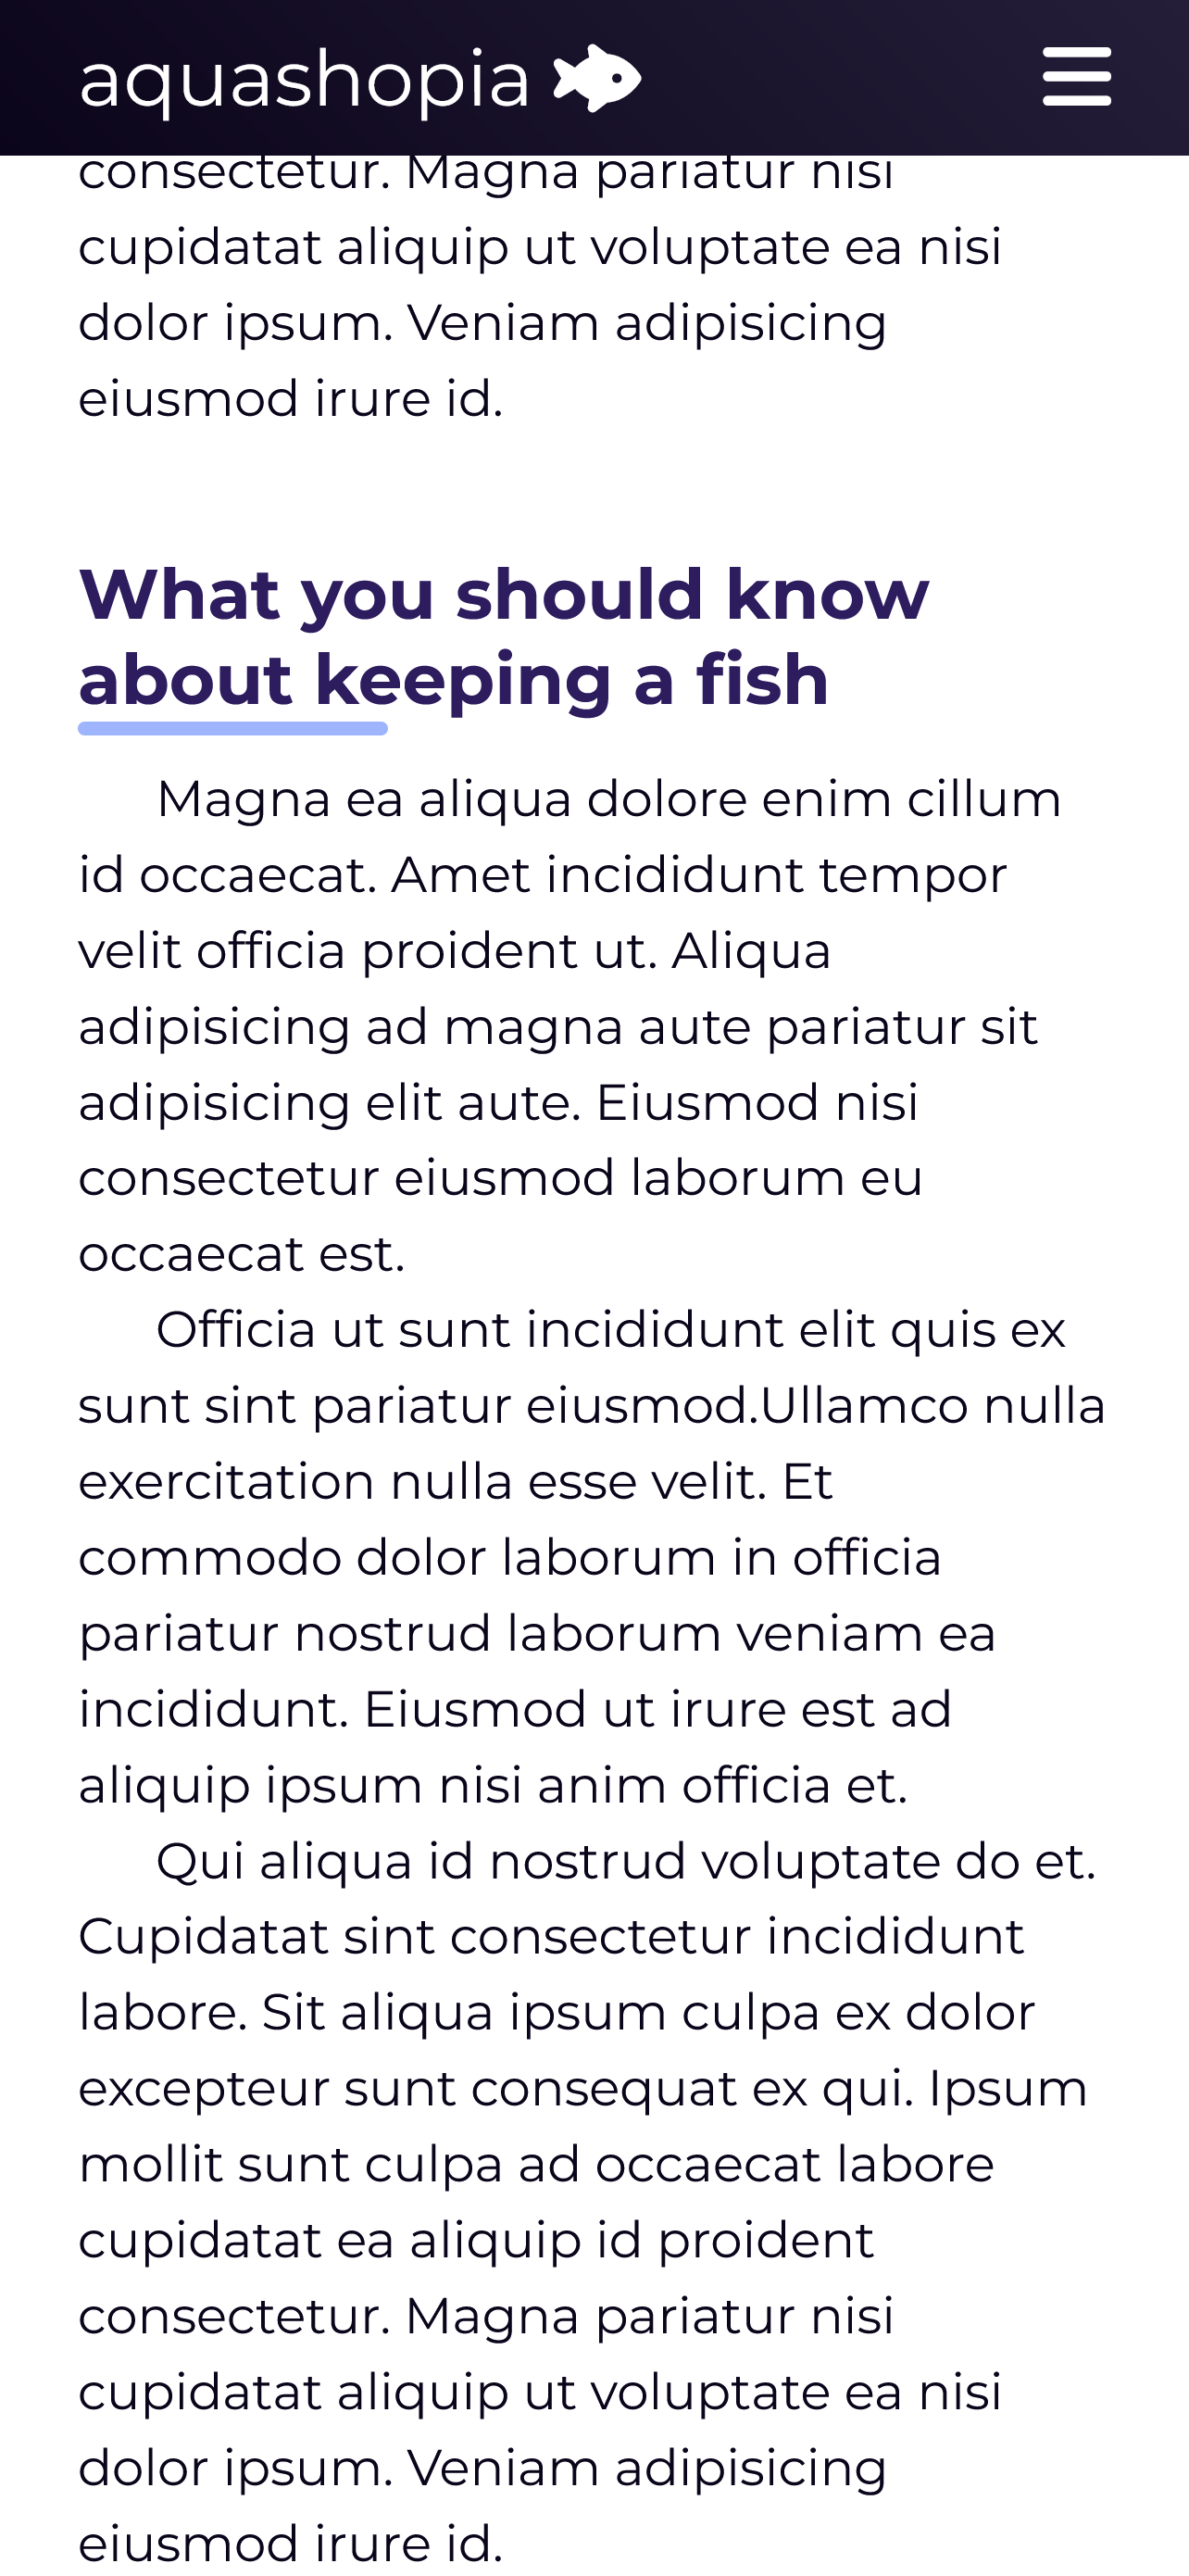 aquashopia
consectetur. Magna pariatur nisi
cupidatat aliquip ut voluptate ea nisi
dolor ipsum. Veniam adipisicing
eiusmod irure id.
What you should know
about keeping a fish
Magna ea aliqua dolore enim cillum
id occaecat. Amet incididunt tempor
velit officia proident ut. Aliqua
adipisicing ad magna aute pariatur sit
adipisicing elit aute. Eiusmod nisi
consectetur eiusmod laborum eu
occaecat est.
Officia ut sunt incididunt elit quis ex
sunt sint pariatur eiusmod.Ullamco nulla
exercitation nulla esse velit. Et
commodo dolor laborum in officia
pariatur nostrud laborum veniam ea
incididunt. Eiusmod ut irure est ad
aliquip ipsum nisi anim officia et.
Qui aliqua id nostrud voluptate do et.
Cupidatat sint consectetur incididunt
labore. Sit aliqua ipsum culpa ex dolor
excepteur sunt consequat ex qui. Ipsum
mollit sunt culpa ad occaecat labore
cupidatat ea aliquip id proident
consectetur. Magna pariatur nisi
cupidatat aliquip ut voluptate ea nisi
dolor ipsum. Veniam adipisicing
eiusmod irure id.